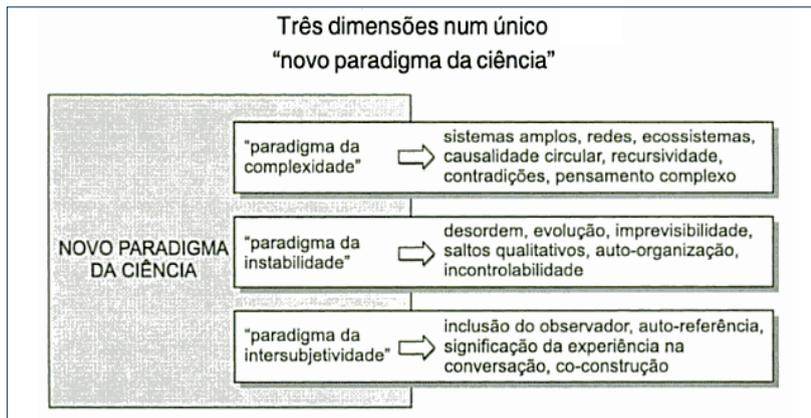 Três dimensões num único
“novo paradigma da ciência”
NOVO PARADIGMA
DA CIÊNCIA
“paradigma da
complexidade”
sistemas amplos, redes, ecossistemas,
causalidade circular, recursividade,
contradições, pensamento complexo
“paradigma da
instabilidade”
desordem, evolução, imprevisibilidade,
saltos qualitativos, auto-organização,
incontrolabilidade
“paradigma da
intersubjetividade”
inclusão do observador, auto-referência,
significação da experiência na
conversação, co-construção